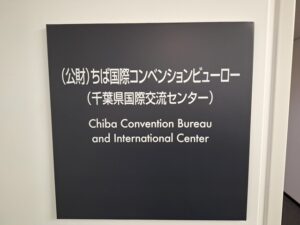 (公財)ちば国際コンベンションビューロー
(千葉県国際交流センター)
Chiba Convention Bureau
and International Center